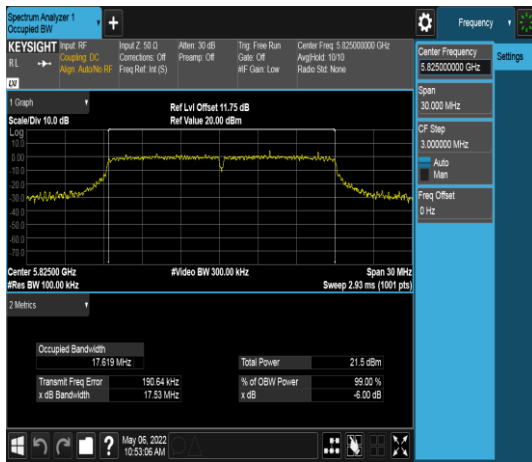 Spectrum Analyzer 1
Occupied BW
+
Frequency
KEYSIGHT
RL
LXI
Input: RF
Coupling: DC
Align: Auto/No RF
Input Z: 50 Ω
Corrections: Off
Freq Ref: Int (S)
Atten: 30 dB
Preamp: Off
Trig: Free Run
Gate: Off
#IF Gain: Low
Center Freq: 5.825000000 GHz
Avg|Hold: 10/10
Radio Std: None
Center Frequency
5.825000000 GHz
Settings
Span
30.000 MHz
CF Step
3.000000 MHz
Auto
Man
Freq Offset
0 Hz
1 Graph
Scale/Div 10.0 dB
Ref Lvl Offset 11.75 dB
Ref Value 20.00 dBm
Log
10.0
0.00
-10.0
-20.0
-30.0
-40.0
-50.0
-60.0
-70.0
Center 5.82500 GHz
#Res BW 100.00 kHz
#Video BW 300.00 kHz
Span 30 MHz
Sweep 2.93 ms (1001 pts)
2 Metrics
Occupied Bandwidth
17.619 MHz
Total Power 21.5 dBm
Transmit Freq Error 190.64 kHz
% of OBW Power 99.00 %
x dB Bandwidth 17.53 MHz
x dB -6.00 dB
?
May 06, 2022
10:53:06 AM